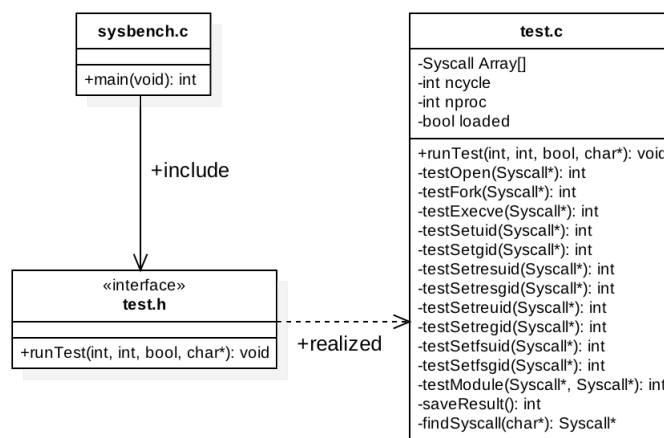 sysbench.c
+main(void): int
+include
«interface»
test.h
+runTest(int, int, bool, char*): void
+realized
test.c
-Syscall Array[]
-int ncycle
-int nproc
-bool loaded
+runTest(int, int, bool, char*): void
-testOpen(Syscall*): int
-testFork(Syscall*): int
-testExecve(Syscall*): int
-testSetuid(Syscall*): int
-testSetgid(Syscall*): int
-testSetresuid(Syscall*): int
-testSetresgid(Syscall*): int
-testSetreuid(Syscall*): int
-testSetregid(Syscall*): int
-testSetfsuid(Syscall*): int
-testSetfsgid(Syscall*): int
-testModule(Syscall*, Syscall*): int
-saveResult(): int
-findSyscall(char*): Syscall*